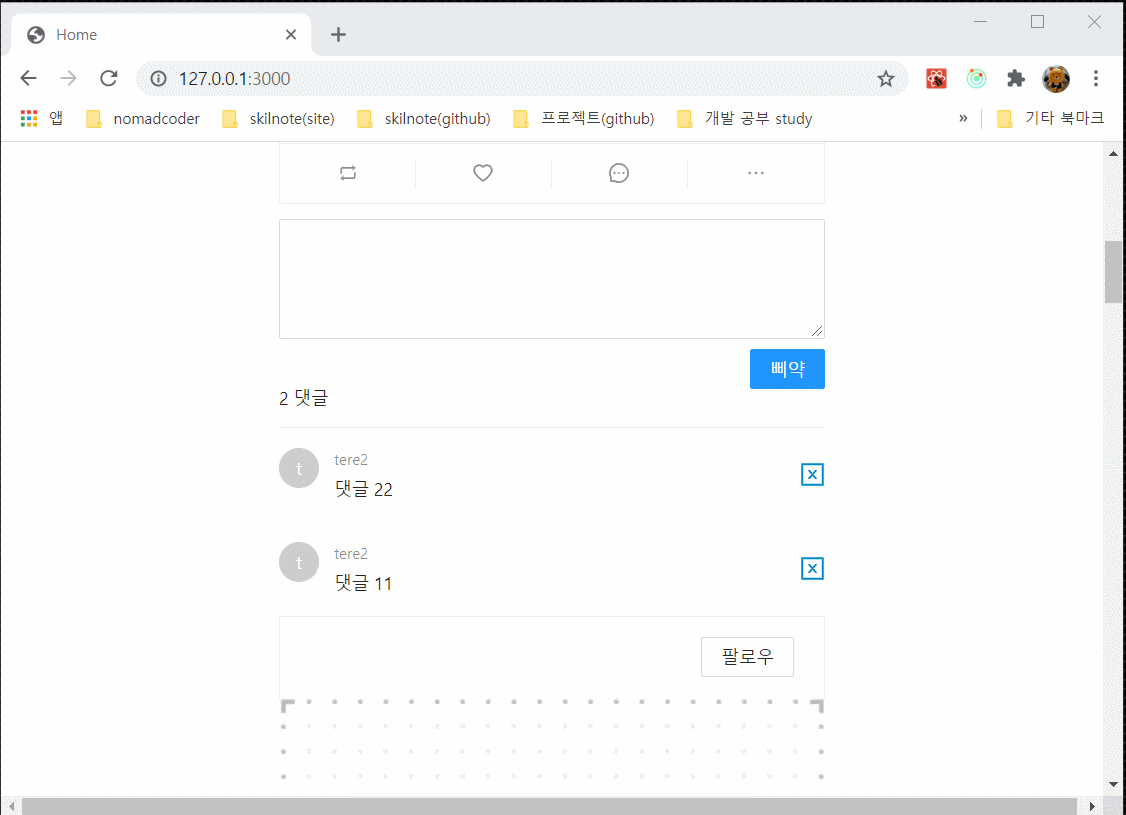 Home
127.0.0.1:3000
앱 nomadcoder skilnote(site) skilnote(github) 프로젝트(github) 개발 공부 study » 기타 북마크
삐약
2 댓글
t tere2
댓글 22
t tere2
댓글 11
팔로우